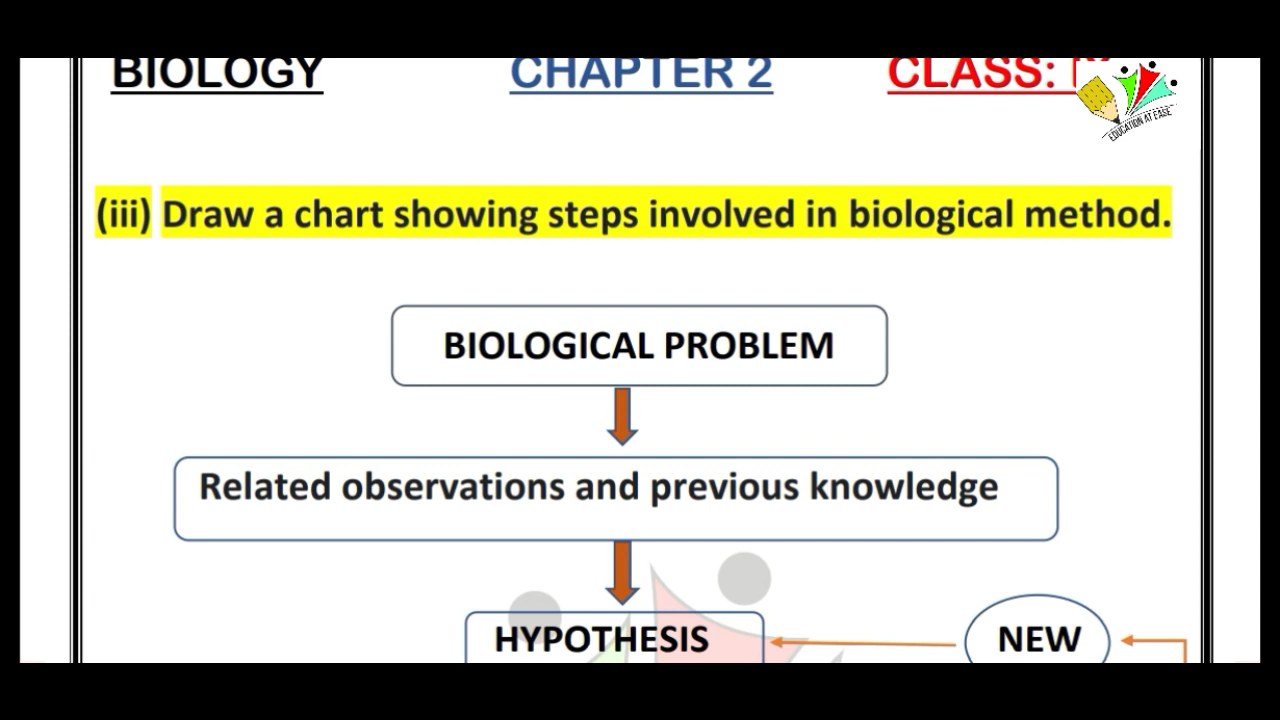 BIOLOGY CHAPTER 2 CLASS:
EDUCATION AT EASE
(iii) Draw a chart showing steps involved in biological method.
BIOLOGICAL PROBLEM
Related observations and previous knowledge
HYPOTHESIS NEW